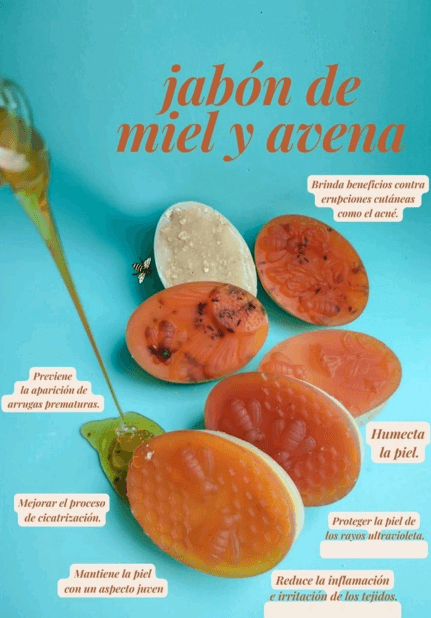 jabón de
miel y avena
Brinda beneficios contra
erupciones cutáneas
como el acné.
Previene
la aparición de
arrugas prematuras.
Humecta
la piel.
Mejorar el proceso
de cicatrización.
Proteger la piel de
los rayos ultravioleta.
Mantiene la piel
con un aspecto juven
Reduce la inflamación
e irritación de los tejidos.